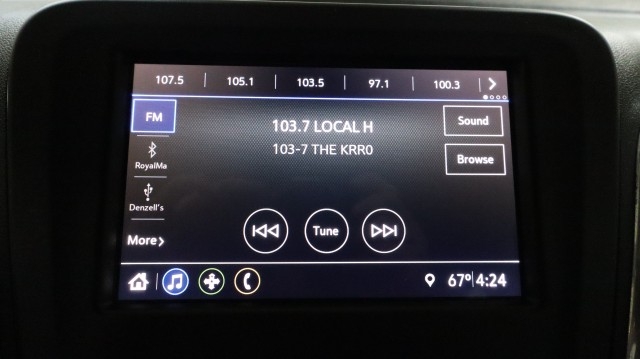 107.5 105.1 103.5 97.1 100.3
FM
103.7 LOCAL H
Sound
103-7 THE KRR0
Browse
RoyalMa
Denzell's
Tune
More
67° 4:24